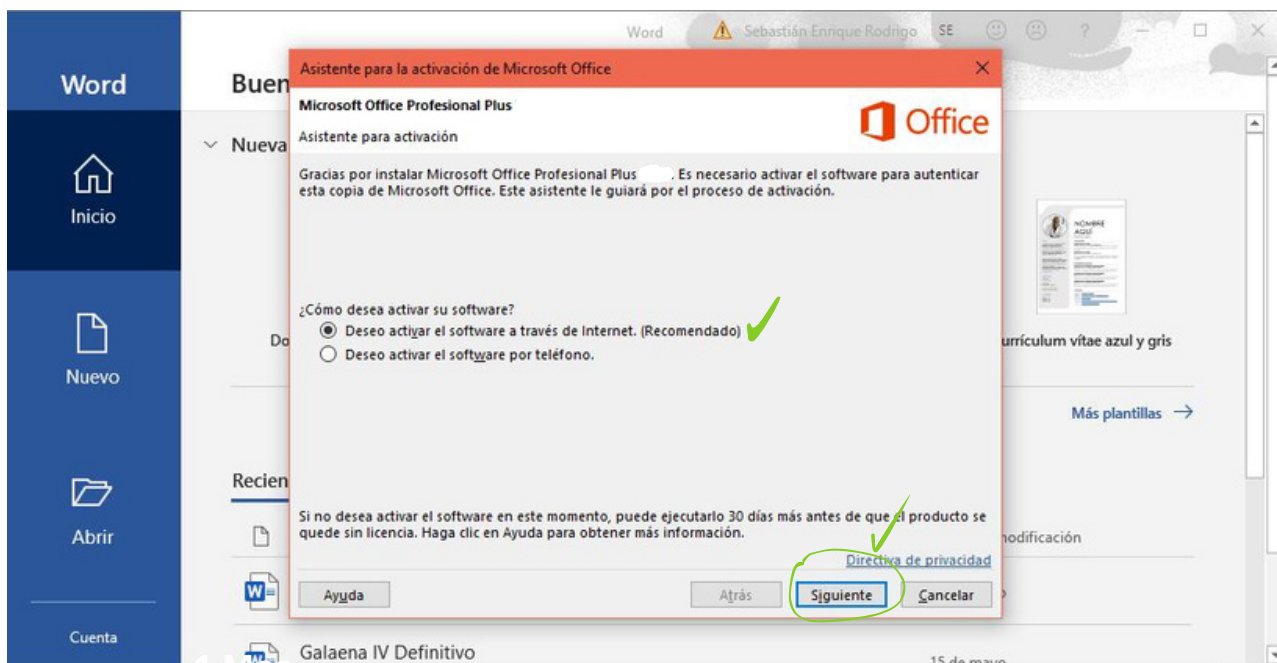 Word
Sebastián Enrique Rodrigo
SE
?
Word
Buen
Asistente para la activación de Microsoft Office
Microsoft Office Profesional Plus
Asistente para activación
Office
Inicio
Nueva
Gracias por instalar Microsoft Office Profesional Plus . Es necesario activar el software para autenticar
esta copia de Microsoft Office. Este asistente le guiará por el proceso de activación.
NOMBRE
AQUÍ
¿Cómo desea activar su software?
Deseo activar el software a través de Internet. (Recomendado)
Deseo activar el software por teléfono.
Do
urrículum vítae azul y gris
Nuevo
Más plantillas
Recien
Si no desea activar el software en este momento, puede ejecutarlo 30 días más antes de que el producto se
quede sin licencia. Haga clic en Ayuda para obtener más información.
Abrir
odificación
Directiva de privacidad
Ayuda
Atrás
Siguiente
Cancelar
Cuenta
Galaena IV Definitivo
15 de mayo